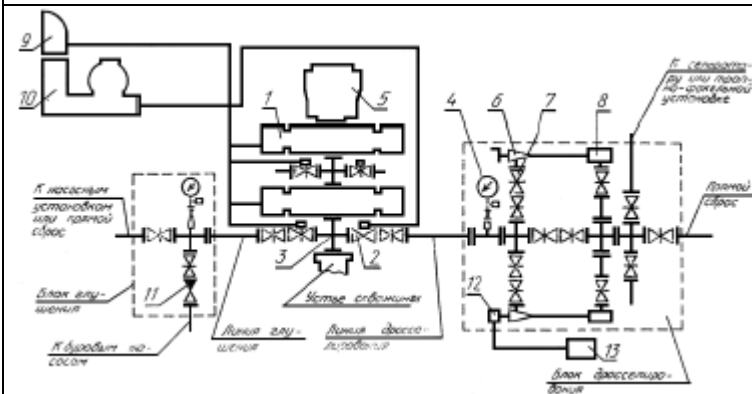 9
10
1
5
4
6
7
8
К сепарато-
ру или трап-
но-факельной
установке
К насосным
установкам
или прямой
сброс
Прямой
сброс
3
2
11
Блок глу-
шения
Устье скважины
12
Линия глу-
шения
Линия дроссе-
лирования
13
К буровым на-
сосам
Блок дросселиро-
вания